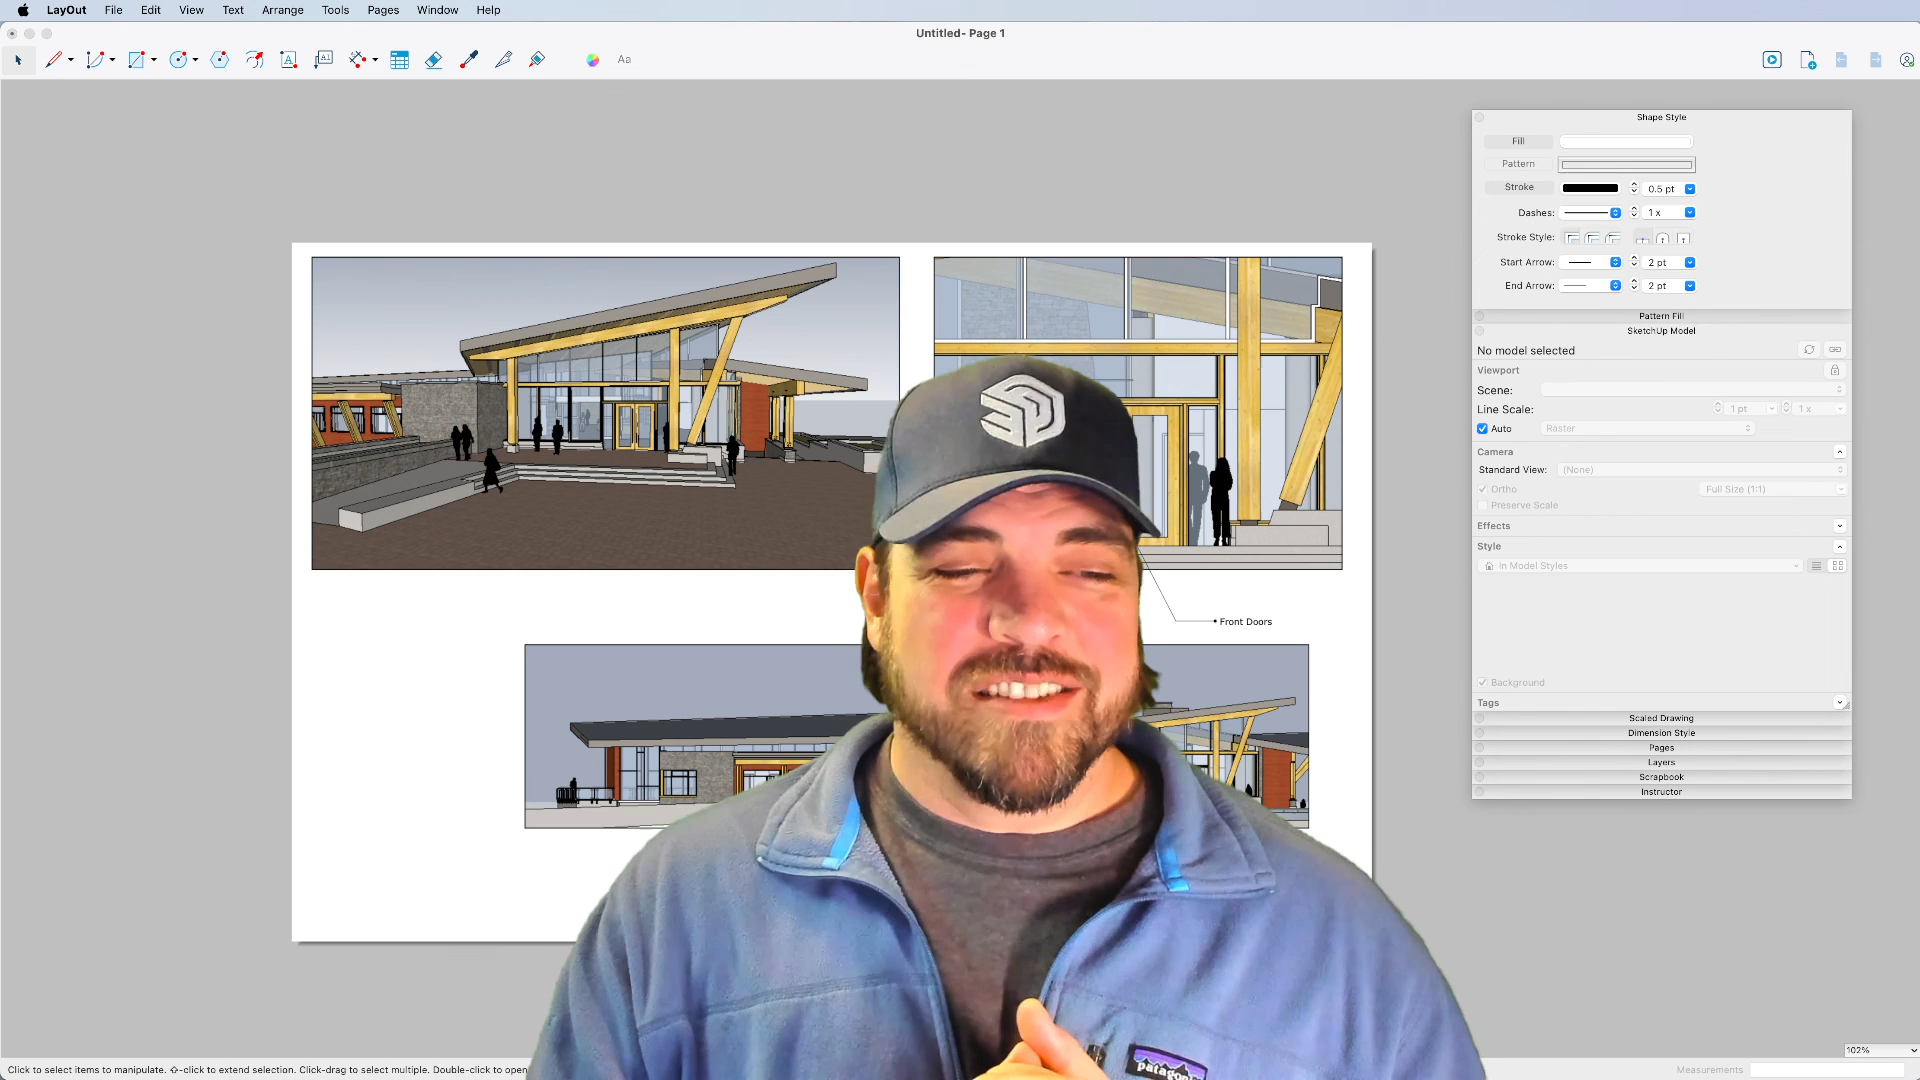 LayOut File Edit View Text Arrange Tools Pages Window Help
Untitled- Page 1
A A1 Aa
Shape Style
Fill
Pattern
Stroke 0.5 pt
Dashes: 1 x
Stroke Style:
Start Arrow: 2 pt
End Arrow: 2 pt
Pattern Fill
SketchUp Model
No model selected
Viewport
Scene:
Line Scale: 1 pt 1 x
Auto Raster
Camera
Standard View: (None)
Ortho Full Size (1:1)
Preserve Scale
Effects
Style
In Model Styles
Background
Tags
Scaled Drawing
Dimension Style
Pages
Layers
Scrapbook
Instructor
Front Doors
patagonia
102%
Click to select items to manipulate. ⇧-click to extend selection. Click-drag to select multiple. Double-click to open
Measurements